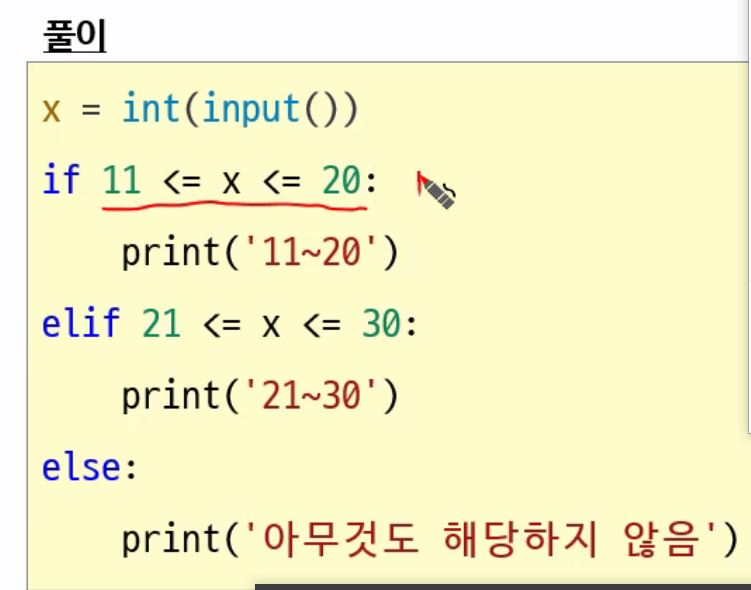 풀이
x = int(input())
if 11 <= x <= 20:
    print('11~20')
elif 21 <= x <= 30:
    print('21~30')
else:
    print('아무것도 해당하지 않음')